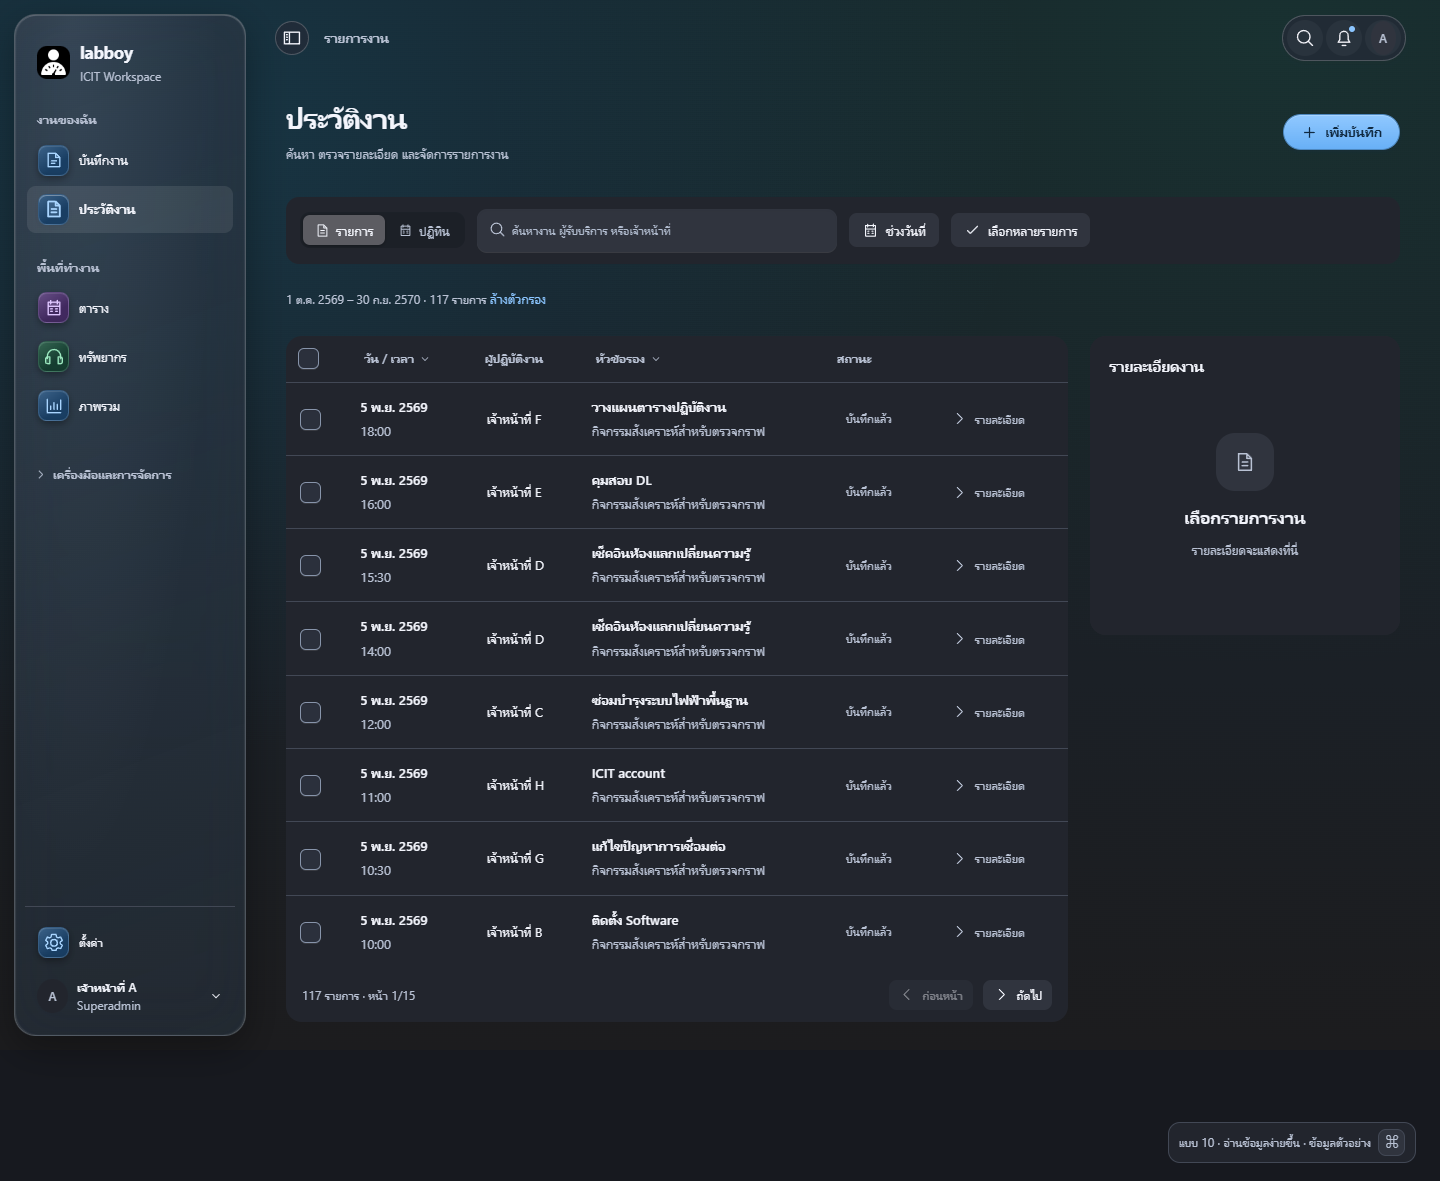 labboy
ICIT Workspace
งานของฉัน
บันทึกงาน
ประวัติงาน
พื้นที่ทำงาน
ตาราง
ทรัพยากร
ภาพรวม
เครื่องมือและการจัดการ
ตั้งค่า
A
เจ้าหน้าที่ A
Superadmin
รายการงาน
A
ประวัติงาน
ค้นหา ตรวจรายละเอียด และจัดการรายการงาน
เพิ่มบันทึก
รายการ ปฏิทิน ค้นหางาน ผู้รับบริการ หรือเจ้าหน้าที่ ช่วงวันที่ เลือกหลายรายการ
1 ต.ค. 2569 – 30 ก.ย. 2570 · 117 รายการ ล้างตัวกรอง
วัน / เวลา ผู้ปฏิบัติงาน หัวข้อรอง สถานะ
5 พ.ย. 2569 วางแผนตารางปฏิบัติงาน
เจ้าหน้าที่ F บันทึกแล้ว รายละเอียด
18:00 กิจกรรมสังเคราะห์สำหรับตรวจกราฟ
5 พ.ย. 2569 คุมสอบ DL
เจ้าหน้าที่ E บันทึกแล้ว รายละเอียด
16:00 กิจกรรมสังเคราะห์สำหรับตรวจกราฟ
5 พ.ย. 2569 เช็คอินห้องแลกเปลี่ยนความรู้
เจ้าหน้าที่ D บันทึกแล้ว รายละเอียด
15:30 กิจกรรมสังเคราะห์สำหรับตรวจกราฟ
5 พ.ย. 2569 เช็คอินห้องแลกเปลี่ยนความรู้
เจ้าหน้าที่ D บันทึกแล้ว รายละเอียด
14:00 กิจกรรมสังเคราะห์สำหรับตรวจกราฟ
5 พ.ย. 2569 ซ่อมบำรุงระบบไฟฟ้าพื้นฐาน
เจ้าหน้าที่ C บันทึกแล้ว รายละเอียด
12:00 กิจกรรมสังเคราะห์สำหรับตรวจกราฟ
5 พ.ย. 2569 ICIT account
เจ้าหน้าที่ H บันทึกแล้ว รายละเอียด
11:00 กิจกรรมสังเคราะห์สำหรับตรวจกราฟ
5 พ.ย. 2569 แก้ไขปัญหาการเชื่อมต่อ
เจ้าหน้าที่ G บันทึกแล้ว รายละเอียด
10:30 กิจกรรมสังเคราะห์สำหรับตรวจกราฟ
5 พ.ย. 2569 ติดตั้ง Software
เจ้าหน้าที่ B บันทึกแล้ว รายละเอียด
10:00 กิจกรรมสังเคราะห์สำหรับตรวจกราฟ
117 รายการ · หน้า 1/15 ก่อนหน้า ถัดไป
รายละเอียดงาน
เลือกรายการงาน
รายละเอียดจะแสดงที่นี่
แบบ 10 · อ่านข้อมูลง่ายขึ้น · ข้อมูลตัวอย่าง ⌘